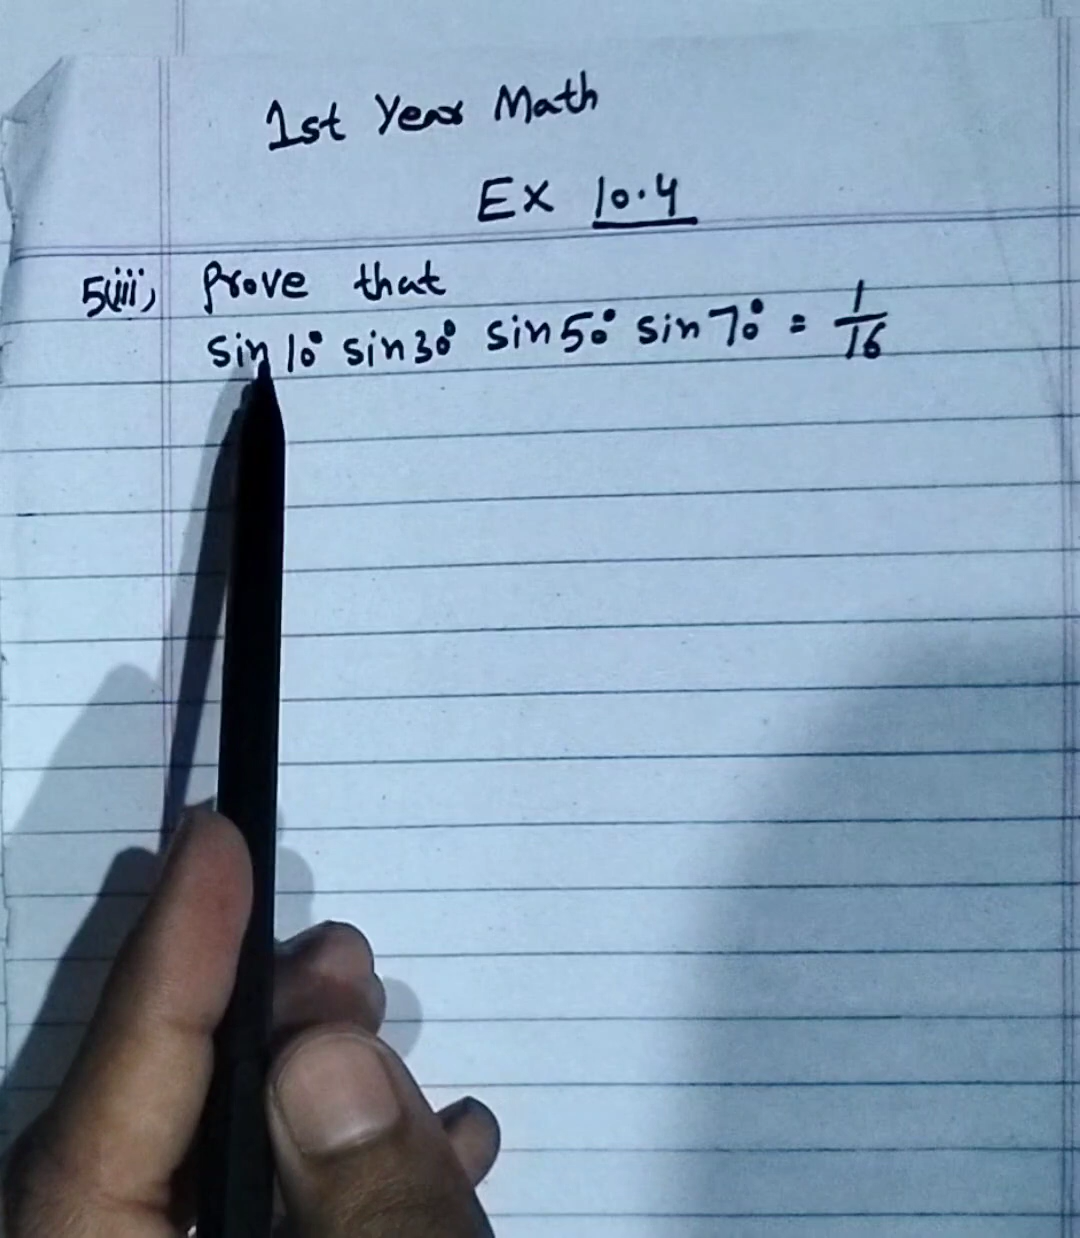 1st Year Math
Ex 10.4
5(iii) Prove that
sin 10° sin 30° sin 50° sin 70° = 1/16